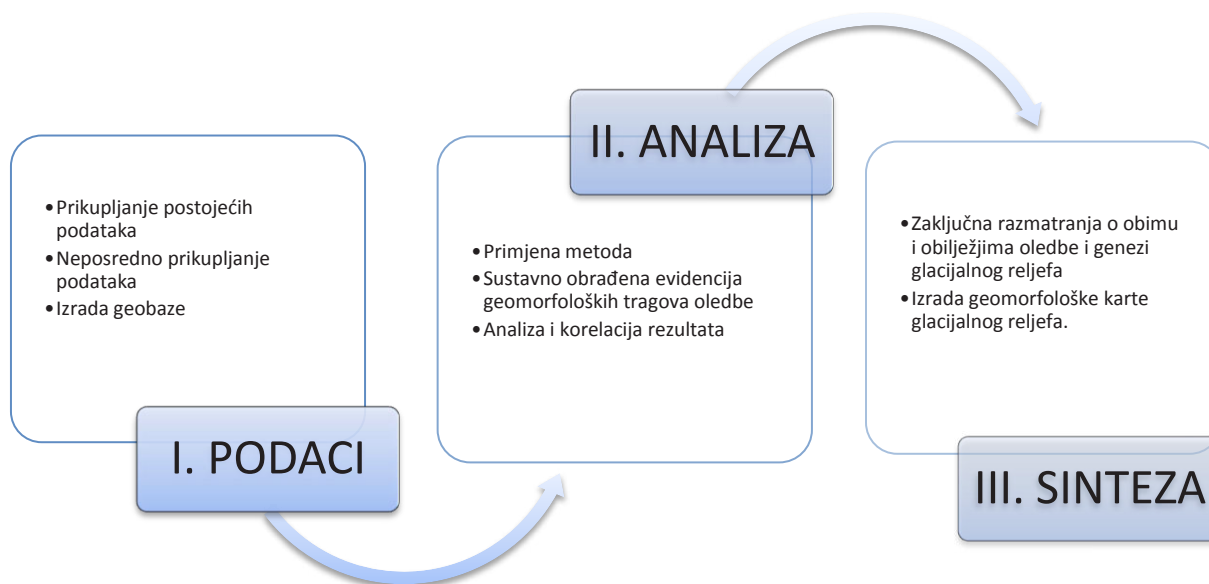 •Prikupljanje postojećih
podataka
•Neposredno prikupljanje
podataka
•Izrada geobaze
I. PODACI
II. ANALIZA
•Primjena metoda
•Sustavno obrađena evidencija
geomorfoloških tragova oledbe
•Analiza i korelacija rezultata
•Zaključna razmatranja o obimu
i obilježjima oledbe i genezi
glacijalnog reljefa
•Izrada geomorfološke karte
glacijalnog reljefa.
III. SINTEZA